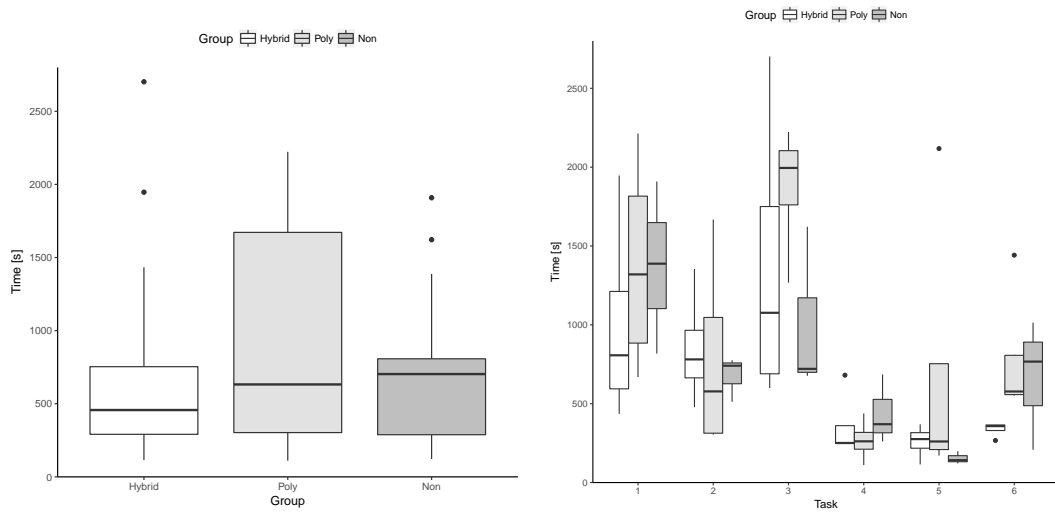 Group Hybrid Poly Non
Time [s]
2500
2000
1500
1000
500
0
Hybrid Poly Non
Group
Group Hybrid Poly Non
Time [s]
2500
2000
1500
1000
500
0
1 2 3 4 5 6
Task